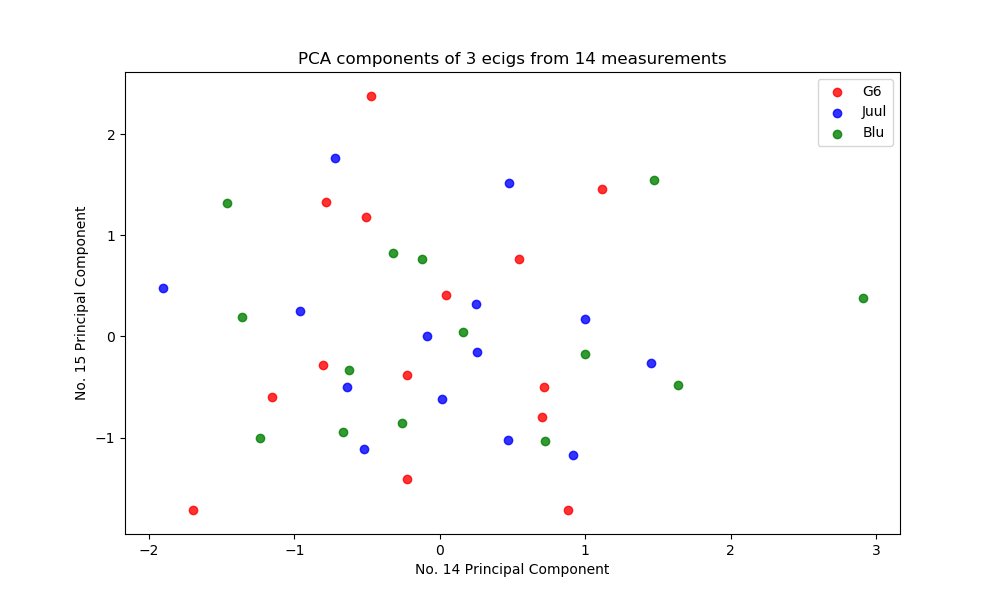 PCA components of 3 ecigs from 14 measurements
G6
Juul
Blu
2
1
0
−1
No. 15 Principal Component
−2
−1
0
1
2
3
No. 14 Principal Component